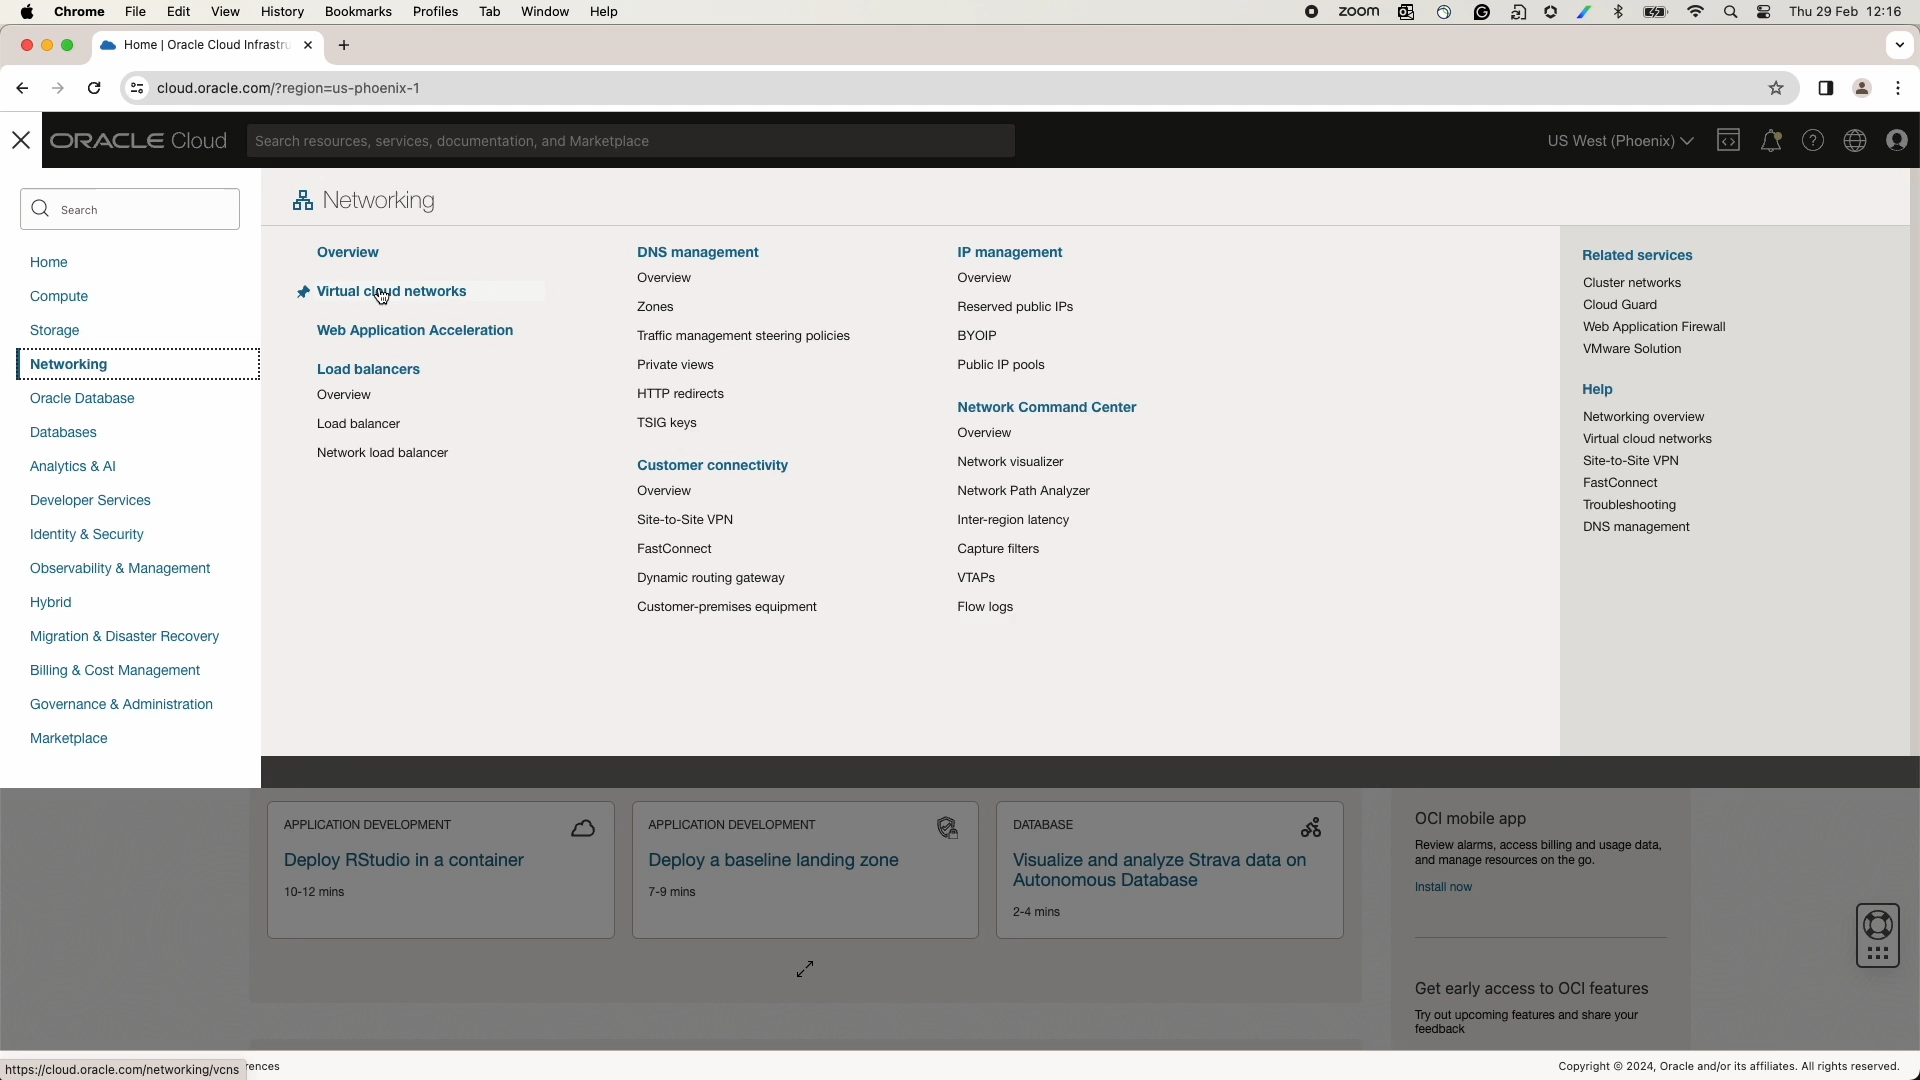 Chrome File Edit View History Bookmarks Profiles Tab Window Help zoom Thu 29 Feb 12:16
Home | Oracle Cloud Infrastru
cloud.oracle.com/?region=us-phoenix-1
ORACLE Cloud
Search resources, services, documentation, and Marketplace
US West (Phoenix)
Search
Home
Compute
Storage
Networking
Oracle Database
Databases
Analytics & AI
Developer Services
Identity & Security
Observability & Management
Hybrid
Migration & Disaster Recovery
Billing & Cost Management
Governance & Administration
Marketplace
Networking
Overview
Virtual cloud networks
Web Application Acceleration
Load balancers
Overview
Load balancer
Network load balancer
DNS management
Overview
Zones
Traffic management steering policies
Private views
HTTP redirects
TSIG keys
Customer connectivity
Overview
Site-to-Site VPN
FastConnect
Dynamic routing gateway
Customer-premises equipment
IP management
Overview
Reserved public IPs
BYOIP
Public IP pools
Network Command Center
Overview
Network visualizer
Network Path Analyzer
Inter-region latency
Capture filters
VTAPs
Flow logs
Related services
Cluster networks
Cloud Guard
Web Application Firewall
VMware Solution
Help
Networking overview
Virtual cloud networks
Site-to-Site VPN
FastConnect
Troubleshooting
DNS management
APPLICATION DEVELOPMENT
Deploy RStudio in a container
10-12 mins
APPLICATION DEVELOPMENT
Deploy a baseline landing zone
7-9 mins
DATABASE
Visualize and analyze Strava data on
Autonomous Database
2-4 mins
OCI mobile app
Review alarms, access billing and usage data,
and manage resources on the go.
Install now
Get early access to OCI features
Try out upcoming features and share your
feedback
https://cloud.oracle.com/networking/vcns
rences
Copyright © 2024, Oracle and/or its affiliates. All rights reserved.